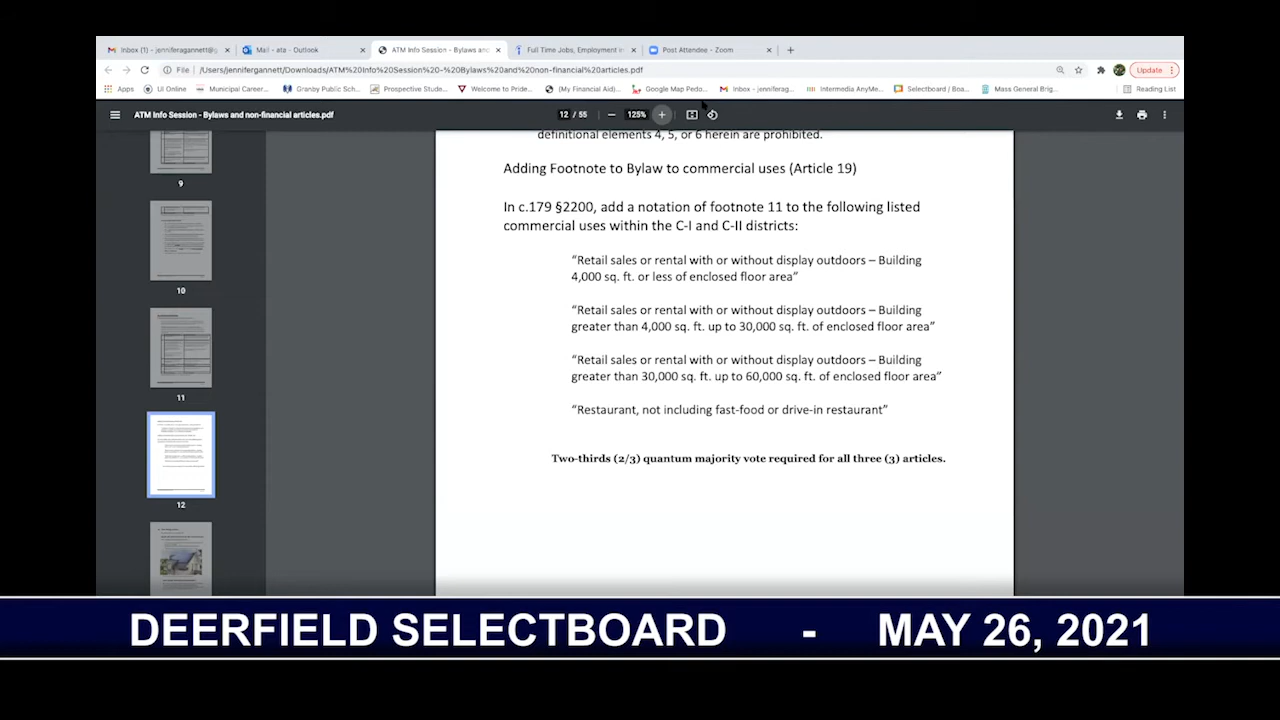 Inbox (1) - jenniferagannett@g
Mail - ata - Outlook
ATM Info Session - Bylaws and
Full Time Jobs, Employment in
Post Attendee - Zoom
File /Users/jennifergannett/Downloads/ATM%20Info%20Session%20-%20Bylaws%20and%20non-financial%20articles.pdf
Update
Apps
UI Online
Municipal Career...
Granby Public Sch...
Prospective Stude...
Welcome to Pride...
(My Financial Aid)...
Google Map Pedo...
Inbox - jenniferag...
Intermedia AnyMe...
Selectboard / Boa...
Mass General Brig...
Reading List
ATM Info Session - Bylaws and non-financial articles.pdf
12 / 55
125%
9
10
11
12
definitional elements 4, 5, or 6 herein are prohibited.
Adding Footnote to Bylaw to commercial uses (Article 19)
In c.179 §2200, add a notation of footnote 11 to the following listed
commercial uses within the C-I and C-II districts:
“Retail sales or rental with or without display outdoors – Building
4,000 sq. ft. or less of enclosed floor area”
“Retail sales or rental with or without display outdoors – Building
greater than 4,000 sq. ft. up to 30,000 sq. ft. of enclosed floor area”
“Retail sales or rental with or without display outdoors – Building
greater than 30,000 sq. ft. up to 60,000 sq. ft. of enclosed floor area”
“Restaurant, not including fast-food or drive-in restaurant”
Two-thirds (2/3) quantum majority vote required for all three (3) articles.
DEERFIELD SELECTBOARD - MAY 26, 2021